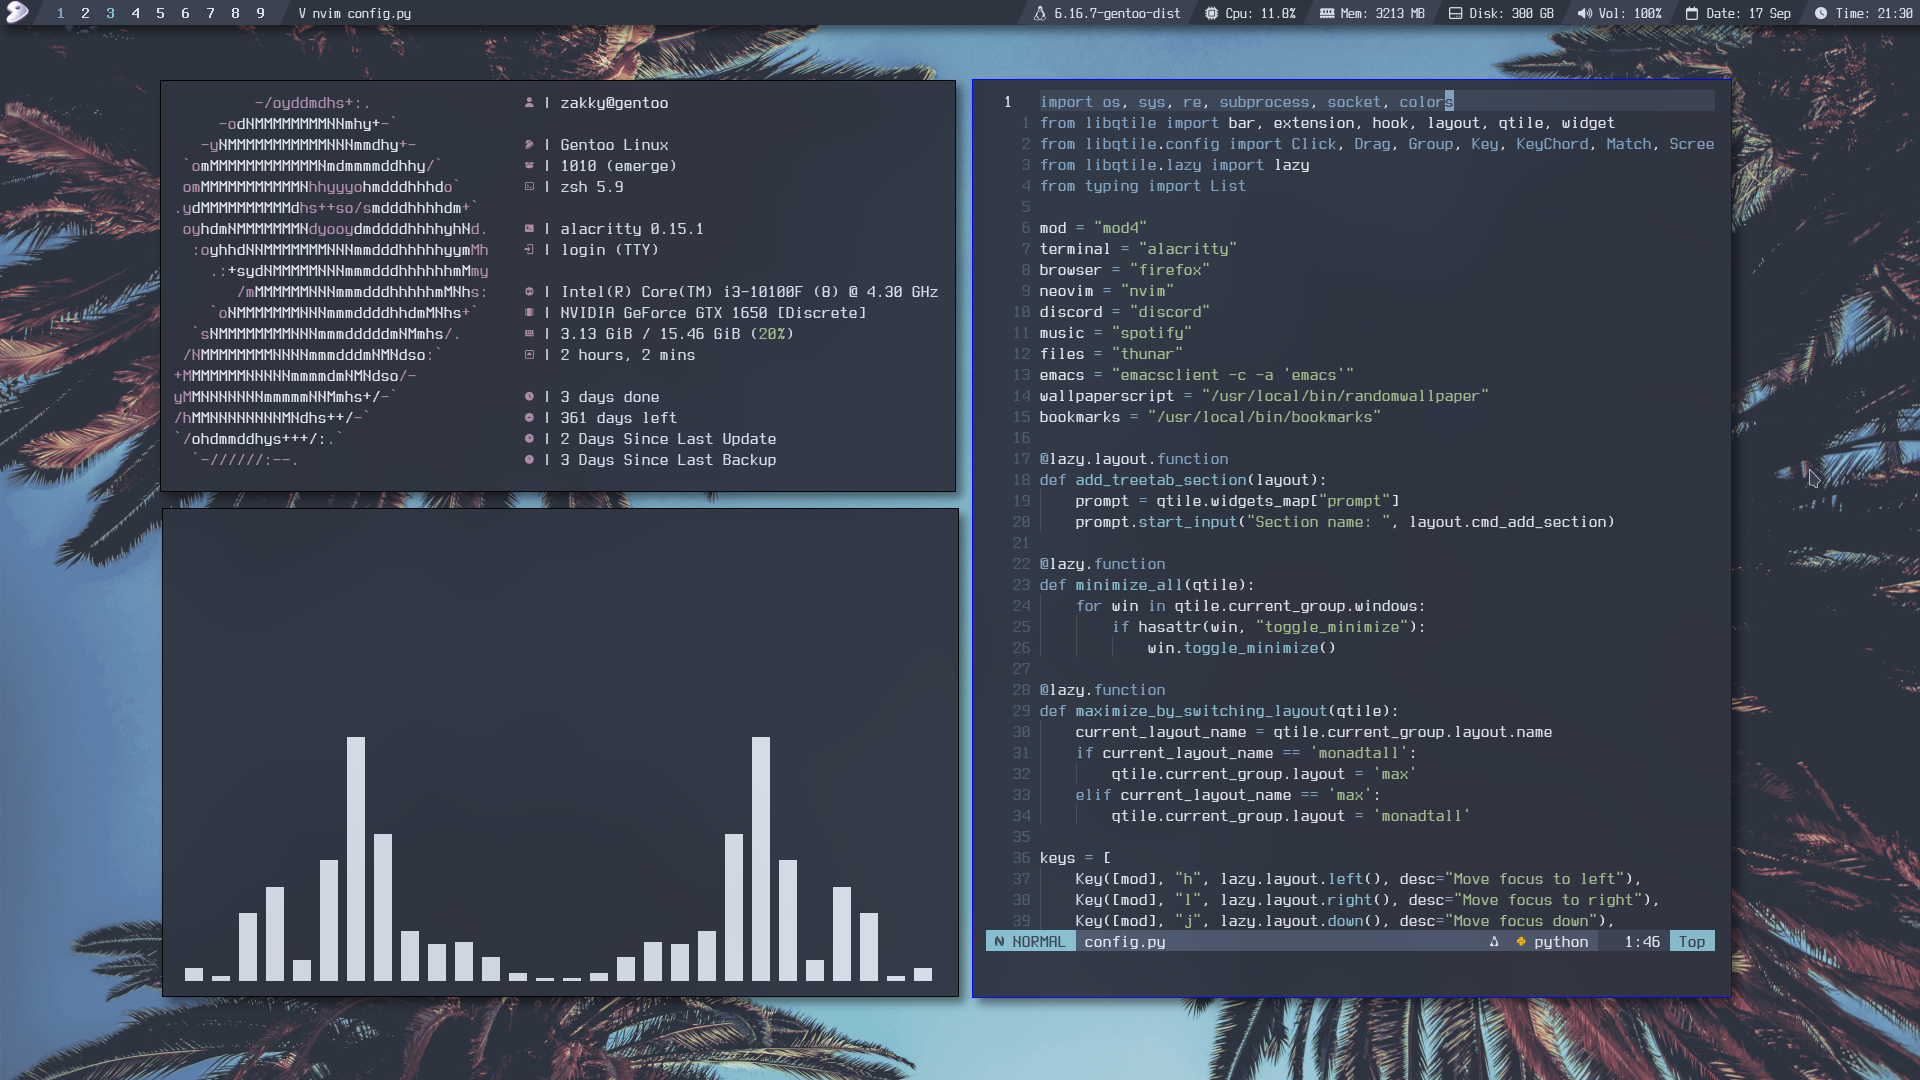 1 2 3 4 5 6 7 8 9 V nvim config.py 6.16.7-gentoo-dist Cpu: 11.8% Mem: 3213 MB Disk: 380 GB Vol: 100% Date: 17 Sep Time: 21:30
-/oyddmdhs+:.
-odNMMMMMMMMNNmhy+-`
-yNMMMMMMMMMMMNNNmmdhy+-
`omMMMMMMMMMMMMNmdmmmmddhhy/`
omMMMMMMMMMMMNhhyyyohmdddhhhdo`
.ydMMMMMMMMMMdhs++so/smdddhhhhdm+`
oyhdmNMMMMMMMNdyooydmddddhhhhyhNd.
:oyhhdNNMMMMMMMNNNmmdddhhhhhyymMh
.:+sydNMMMMMNNNmmmdddhhhhhhmMmy
/mMMMMMMNNNmmmdddhhhhhmMNhs:
`oNMMMMMMMNNNmmmddddhhdmMNhs+`
`sNMMMMMMMMNNNmmmdddddmNMmhs/.
/NMMMMMMMMNNNNmmmdddmNMNdso:`
+MMMMMMMNNNNNmmmmdmNMNdso/-
yMMNNNNNNNmmmmmNNMmhs+/-`
/hMMNNNNNNNNMNdhs++/-`
`/ohdmmddhys+++/:.`
`-//////:--.
| zakky@gentoo
| Gentoo Linux
| 1010 (emerge)
| zsh 5.9
| alacritty 0.15.1
| login (TTY)
| Intel(R) Core(TM) i3-10100F (8) @ 4.30 GHz
| NVIDIA GeForce GTX 1650 [Discrete]
| 3.13 GiB / 15.46 GiB (20%)
| 2 hours, 2 mins
| 3 days done
| 361 days left
| 2 Days Since Last Update
| 3 Days Since Last Backup
1 import os, sys, re, subprocess, socket, colors
1 from libqtile import bar, extension, hook, layout, qtile, widget
2 from libqtile.config import Click, Drag, Group, Key, KeyChord, Match, Scree
3 from libqtile.lazy import lazy
4 from typing import List
5
6 mod = "mod4"
7 terminal = "alacritty"
8 browser = "firefox"
9 neovim = "nvim"
10 discord = "discord"
11 music = "spotify"
12 files = "thunar"
13 emacs = "emacsclient -c -a 'emacs'"
14 wallpaperscript = "/usr/local/bin/randomwallpaper"
15 bookmarks = "/usr/local/bin/bookmarks"
16
17 @lazy.layout.function
18 def add_treetab_section(layout):
19 prompt = qtile.widgets_map["prompt"]
20 prompt.start_input("Section name: ", layout.cmd_add_section)
21
22 @lazy.function
23 def minimize_all(qtile):
24 for win in qtile.current_group.windows:
25 if hasattr(win, "toggle_minimize"):
26 win.toggle_minimize()
27
28 @lazy.function
29 def maximize_by_switching_layout(qtile):
30 current_layout_name = qtile.current_group.layout.name
31 if current_layout_name == 'monadtall':
32 qtile.current_group.layout = 'max'
33 elif current_layout_name == 'max':
34 qtile.current_group.layout = 'monadtall'
35
36 keys = [
37 Key([mod], "h", lazy.layout.left(), desc="Move focus to left"),
38 Key([mod], "l", lazy.layout.right(), desc="Move focus to right"),
39 Key([mod], "j", lazy.layout.down(), desc="Move focus down"),
NORMAL config.py python 1:46 Top